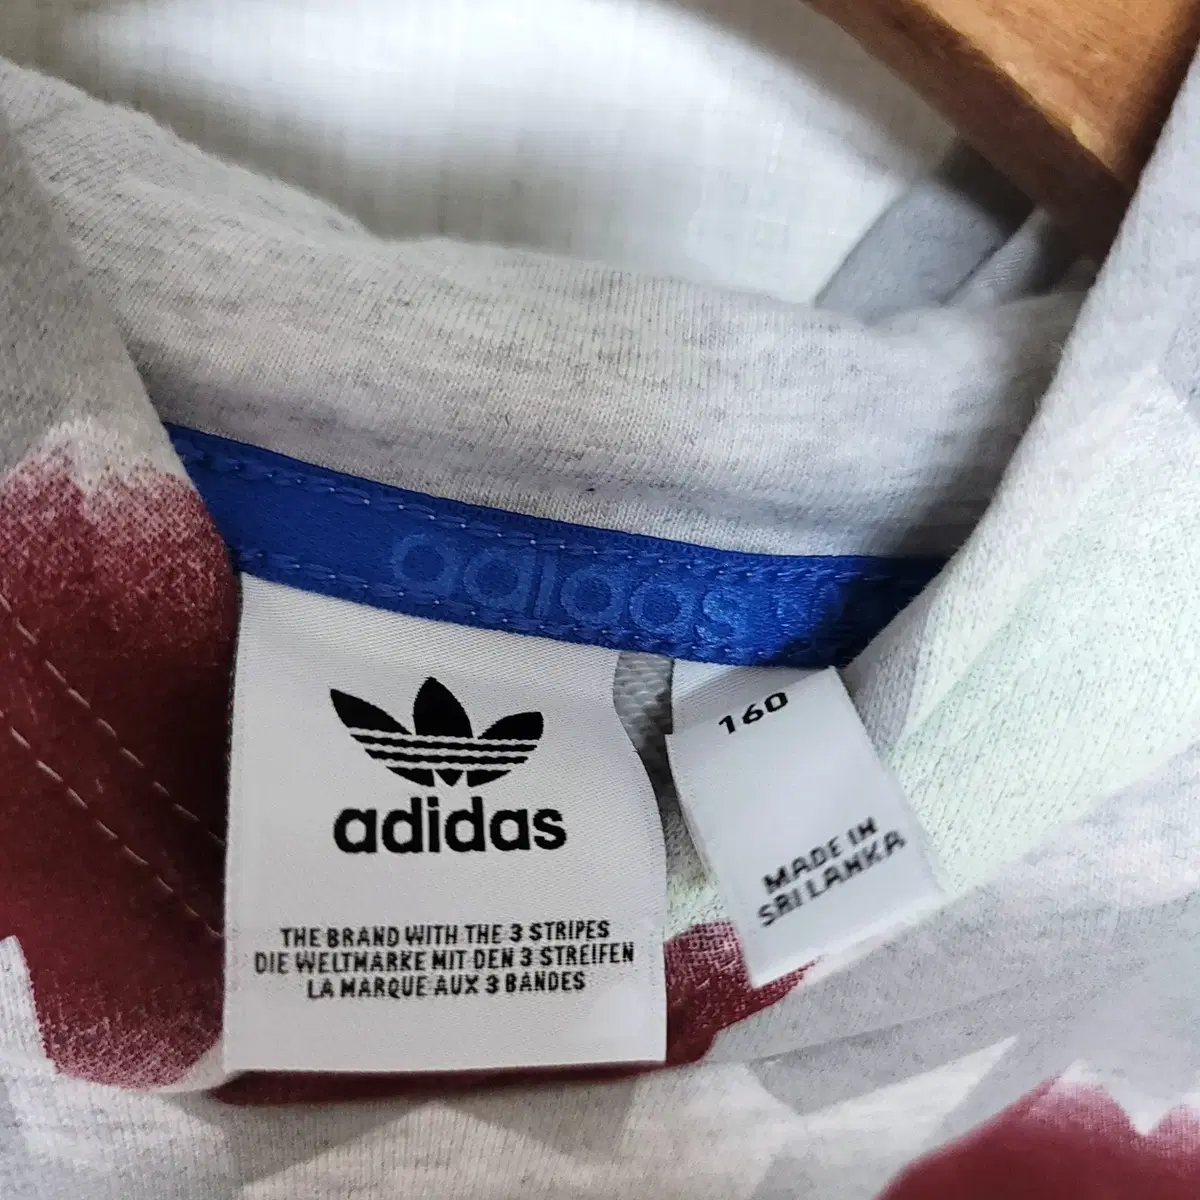 adidas
adidas
THE BRAND WITH THE 3 STRIPES
DIE WELTMARKE MIT DEN 3 STREIFEN
LA MARQUE AUX 3 BANDES
160
MADE IN
SRI LANKA